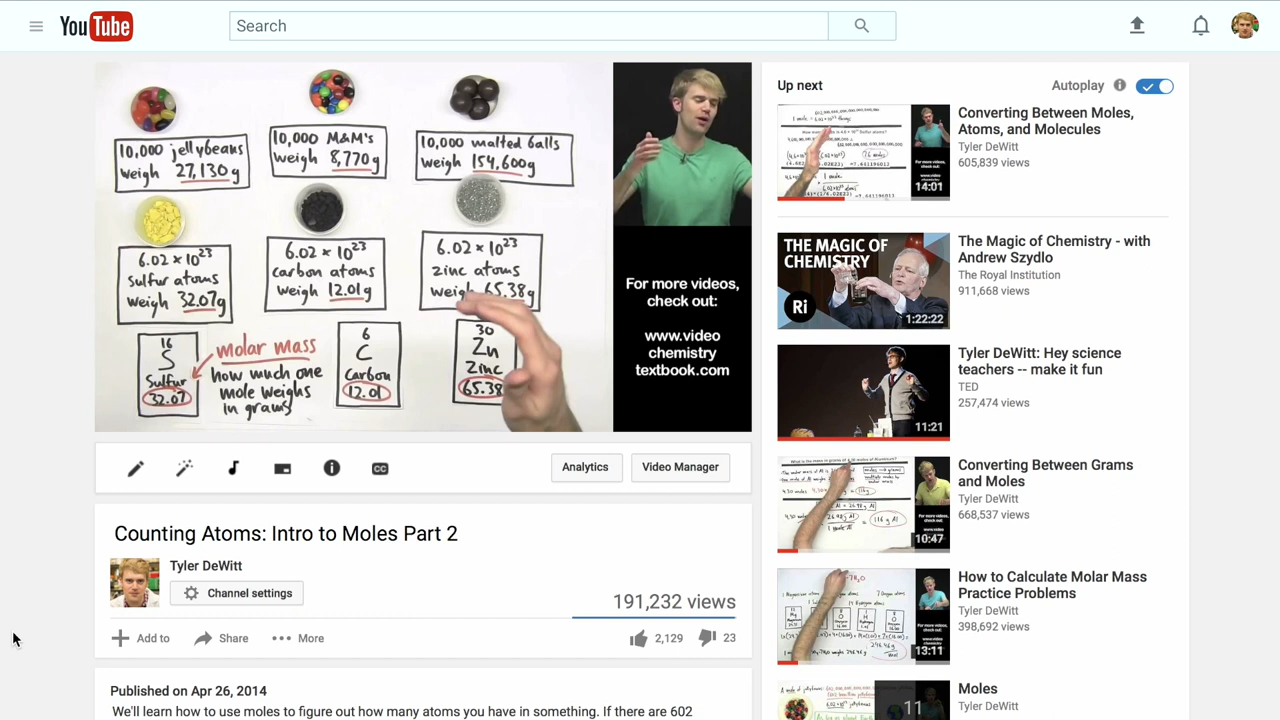 YouTube
Search
10,000 jellybeans
weigh
10,000 M&M's
weigh 8,770g
10,000 malted balls
weigh 154,600g
6.02 × 10²³
sulfur atoms
weigh 32.07g
6.02 × 10²³
carbon atoms
weigh 12.01g
6.02 × 10²³
zinc atoms
weigh 65.38g
16
S
Sulfur
32.07
molar mass
how much one
mole weighs
in grams
6
C
Carbon
12.01
30
Zn
Zinc
65.38
For more videos,
check out:
www.video
chemistry
textbook.com
Analytics
Video Manager
Counting Atoms: Intro to Moles Part 2
Tyler DeWitt
Channel settings
191,232 views
Add to
Share
More
2,129
23
Published on Apr 26, 2014
We'll learn how to use moles to figure out how many atoms you have in something. If there are 602
Up next
Autoplay
14:01
Converting Between Moles,
Atoms, and Molecules
Tyler DeWitt
605,839 views
THE MAGIC OF
CHEMISTRY
Ri
1:22:22
The Magic of Chemistry - with
Andrew Szydlo
The Royal Institution
911,668 views
11:21
Tyler DeWitt: Hey science
teachers -- make it fun
TED
257,474 views
10:47
Converting Between Grams
and Moles
Tyler DeWitt
668,537 views
13:11
How to Calculate Molar Mass
Practice Problems
Tyler DeWitt
398,692 views
11
Moles
Tyler DeWitt